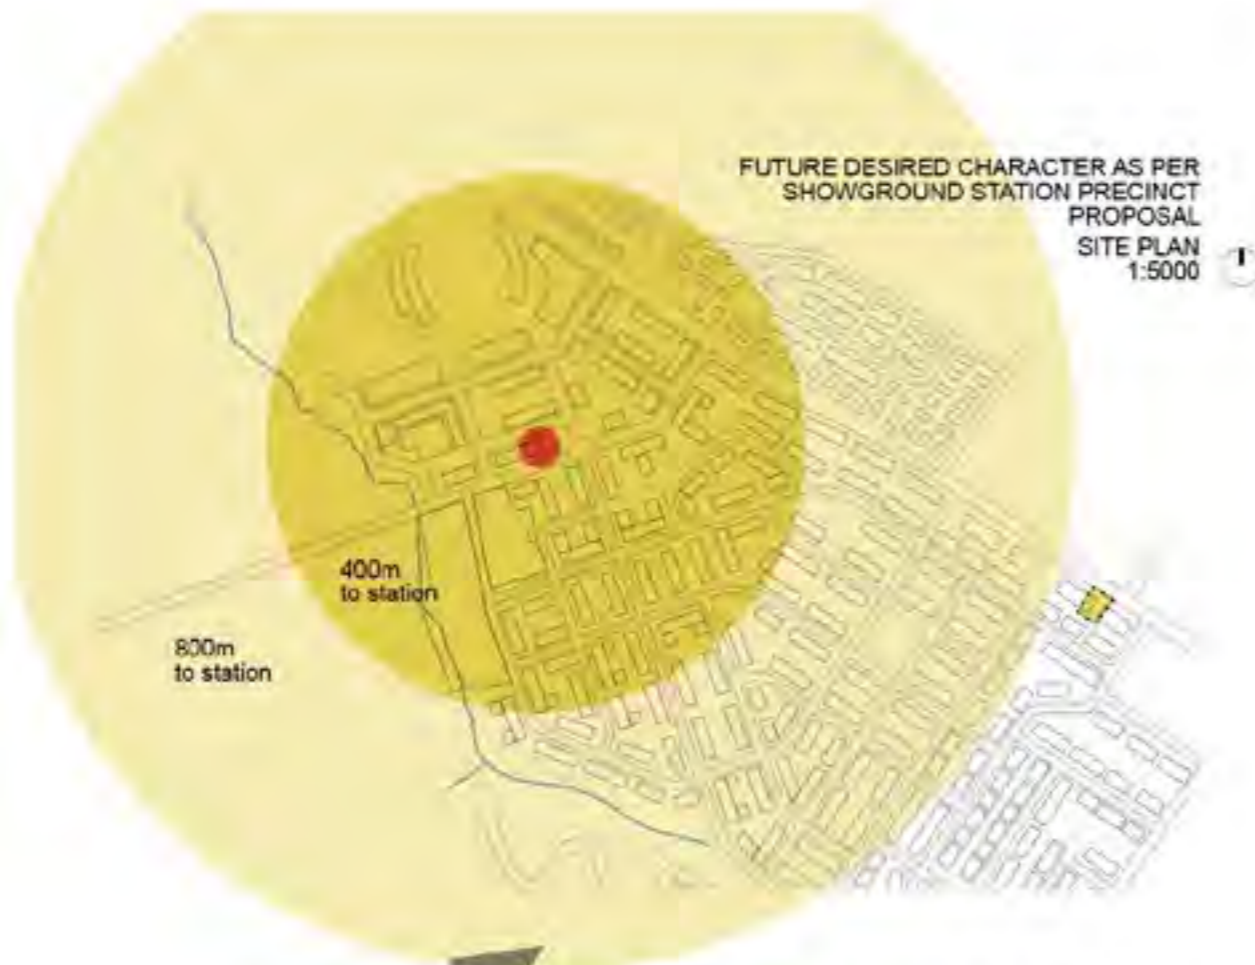 FUTURE DESIRED CHARACTER AS PER
SHOWGROUND STATION PRECINCT
PROPOSAL
SITE PLAN
1:5000
400m
to station
800m
to station